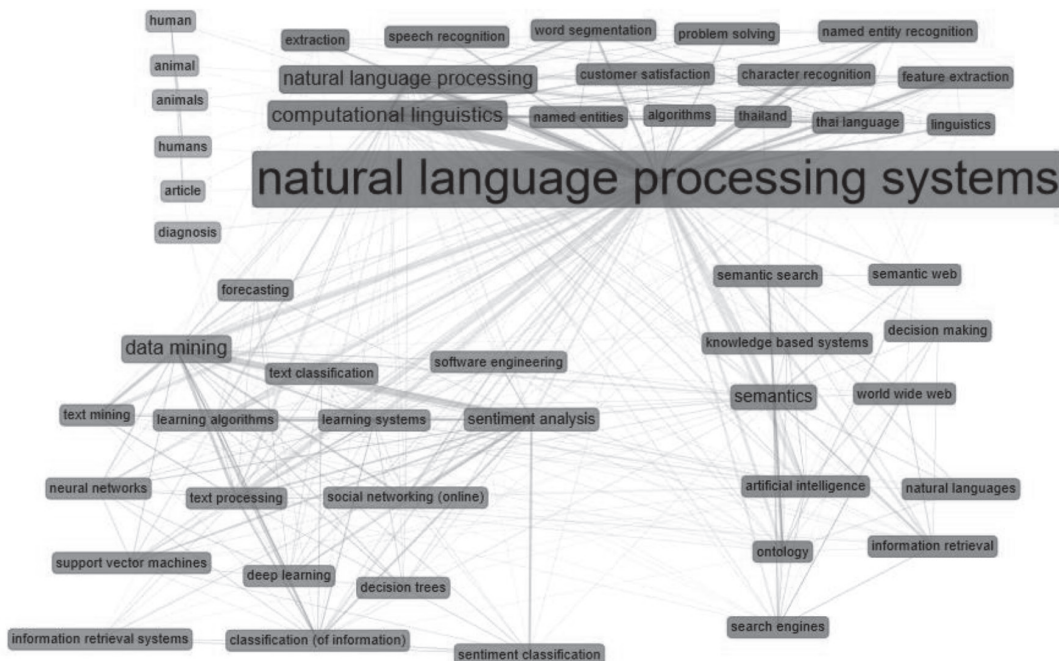 human
extraction
speech recognition
word segmentation
problem solving
named entity recognition
animal
natural language processing
customer satisfaction
character recognition
feature extraction
animals
computational linguistics
named entities
algorithms
thailand
thai language
linguistics
humans
article
natural language processing systems
diagnosis
forecasting
semantic search
semantic web
data mining
text classification
software engineering
knowledge based systems
decision making
text mining
learning algorithms
learning systems
sentiment analysis
semantics
world wide web
neural networks
text processing
social networking (online)
artificial intelligence
natural languages
support vector machines
deep learning
decision trees
ontology
information retrieval
information retrieval systems
classification (of information)
sentiment classification
search engines